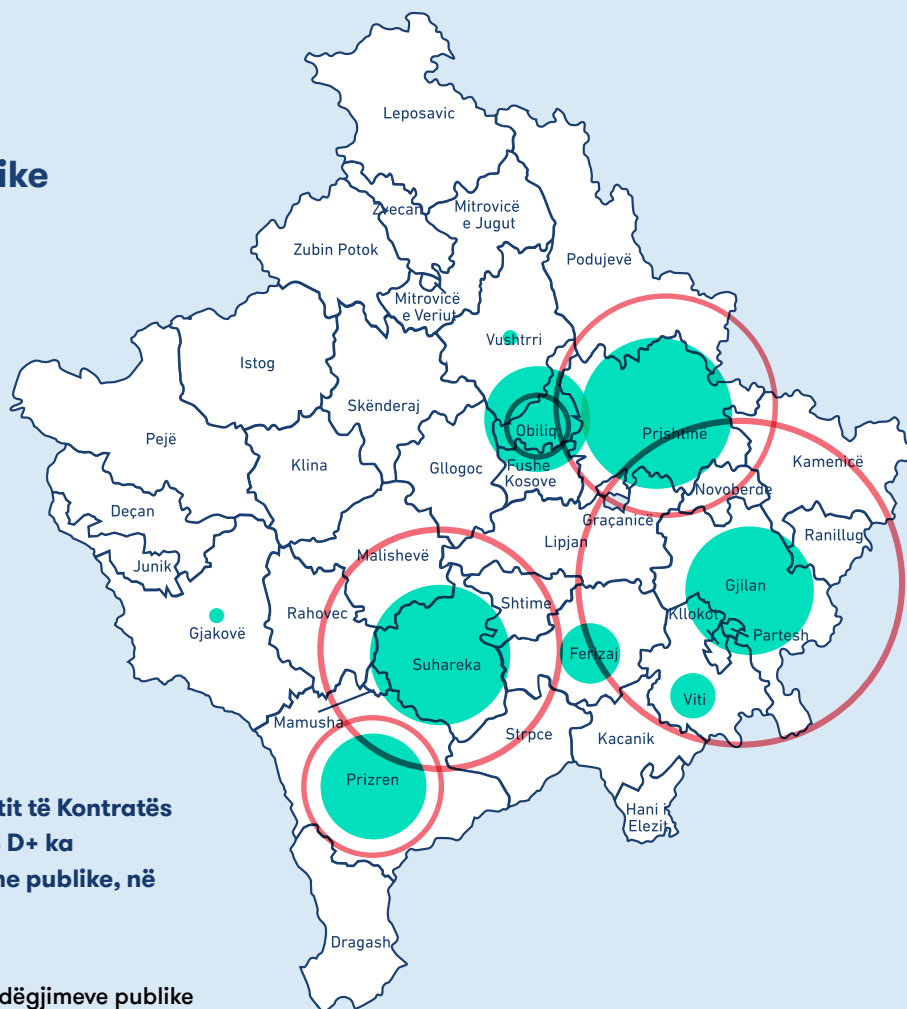 ike
Leposavic
Zvecan
Mitrovicë
e Jugut
Zubin Potok
Podujevë
Mitrovicë
e Veriut
Vushtrri
Istog
Skënderaj
Obiliq
Prishtinë
Pejë
Klina
Gllogoc
Fushe
Kosove
Kamenicë
Novoberde
Deçan
Graçanicë
Lipjan
Ranillug
Malishevë
Junik
Gjilan
Shtime
Rahovec
Kllokot
Gjakovë
Partesh
Ferizaj
Suhareka
Viti
Mamusha
Strpce
Kacanik
Prizren
Hani i
Elezit
tit të Kontratës
D+ ka
ne publike, në
Dragash
dëgjimeve publike